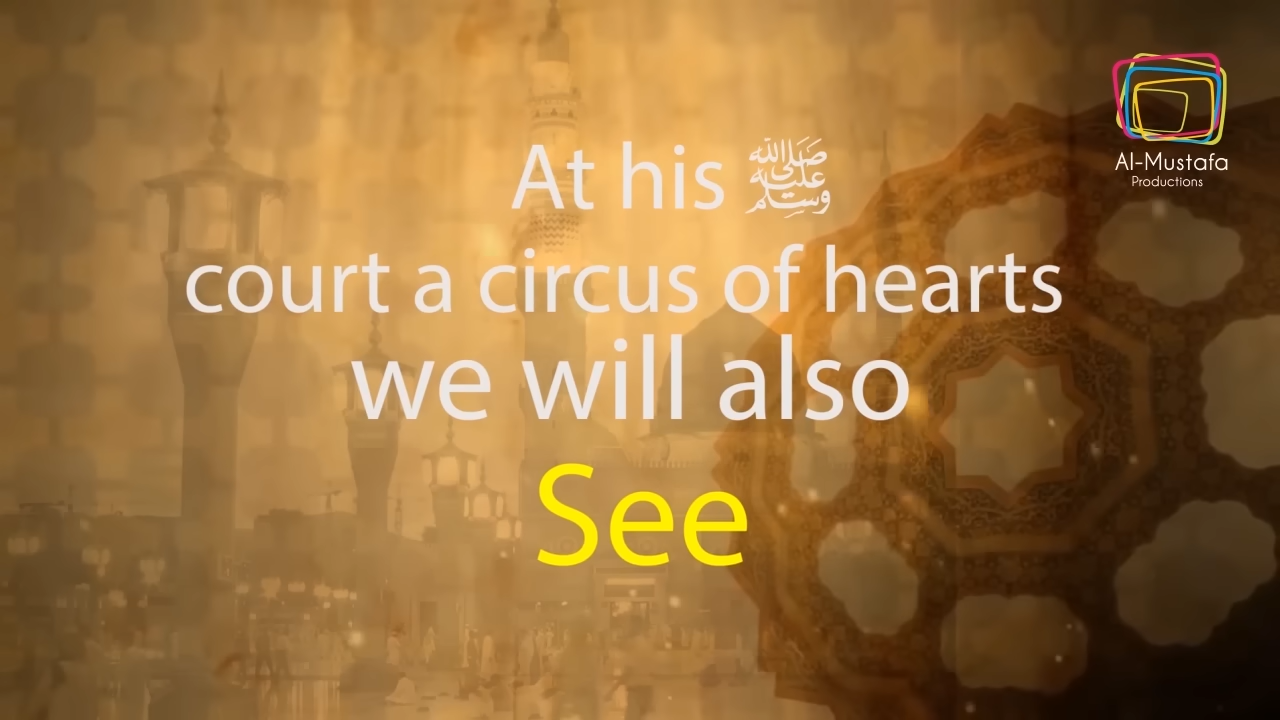 At his ﷺ
court a circus of hearts
we will also
See
Al-Mustafa
Productions